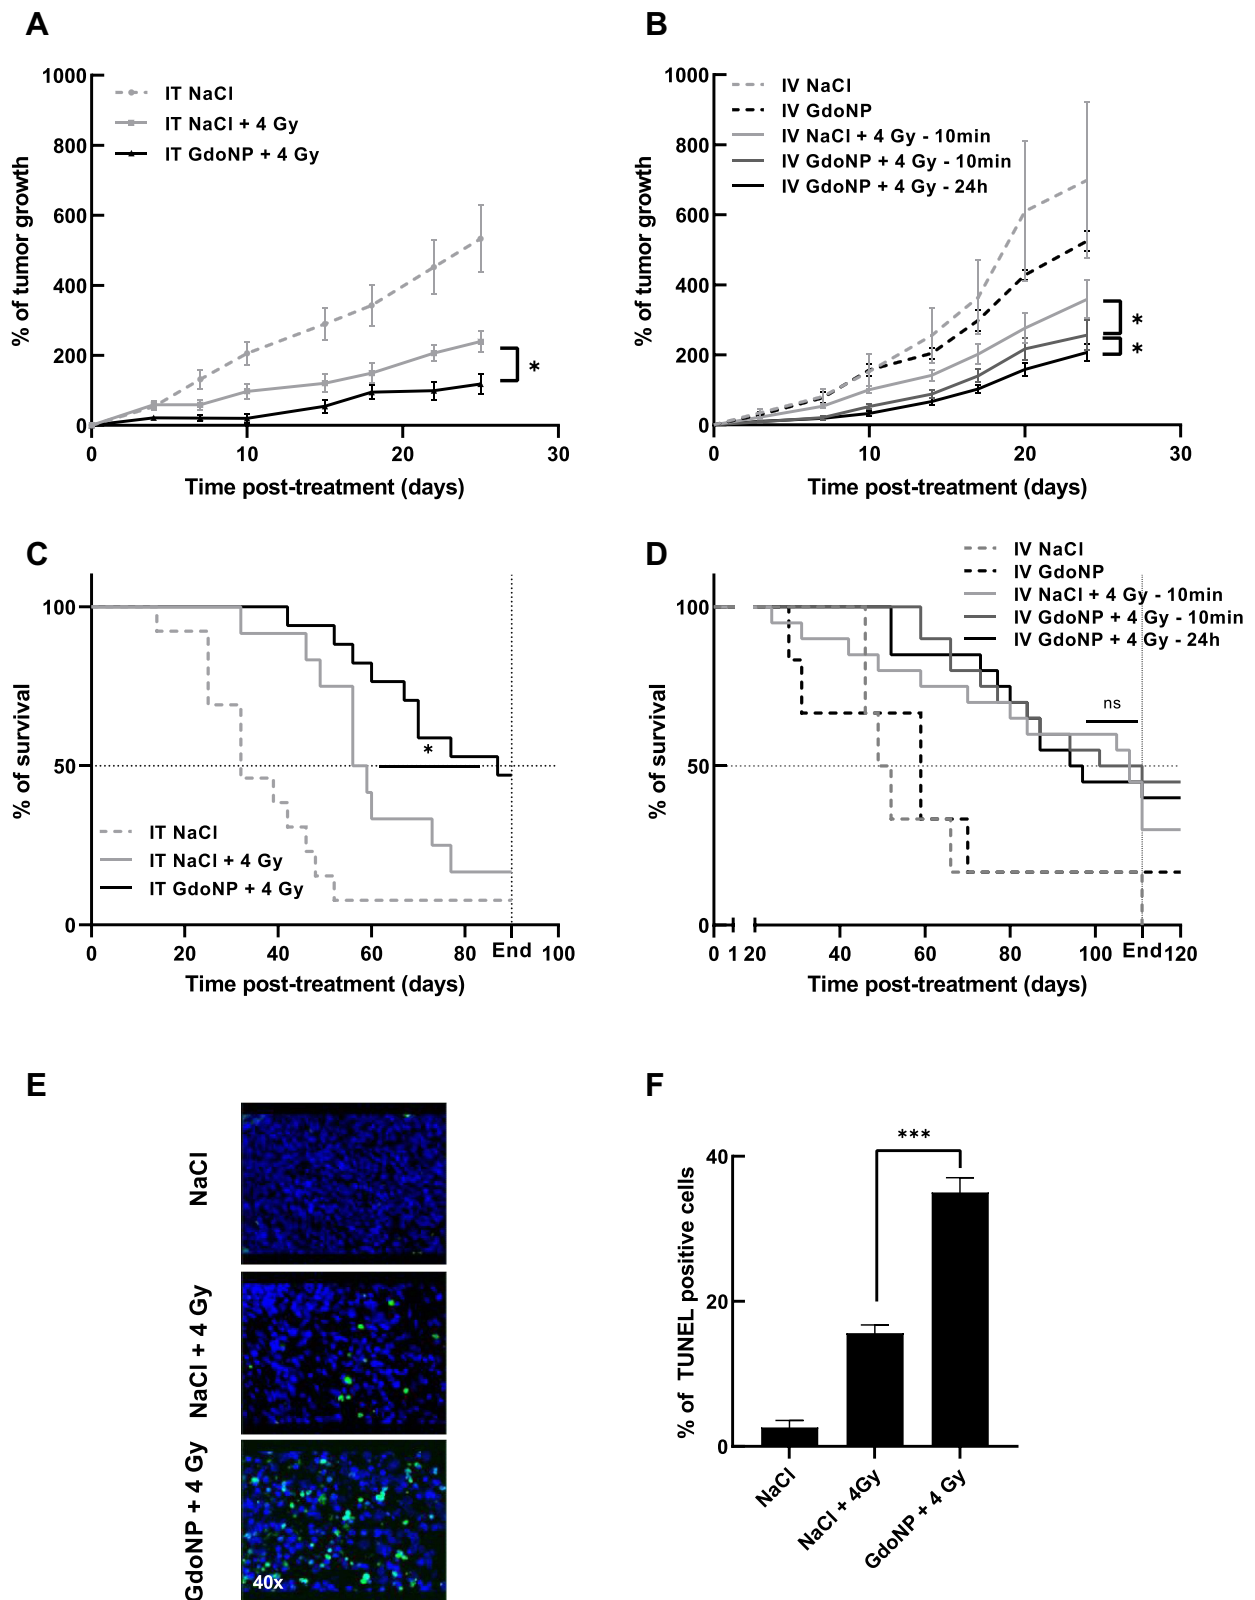 A
1000
800
600
400
200
0
% of tumor growth
IT NaCl
IT NaCl + 4 Gy
IT GdoNP + 4 Gy
*
0 10 20 30
Time post-treatment (days)
B
1000
800
600
400
200
0
% of tumor growth
IV NaCl
IV GdoNP
IV NaCl + 4 Gy - 10min
IV GdoNP + 4 Gy - 10min
IV GdoNP + 4 Gy - 24h
*
*
0 10 20 30
Time post-treatment (days)
C
100
50
0
% of survival
*
IT NaCl
IT NaCl + 4 Gy
IT GdoNP + 4 Gy
0 20 40 60 80 End 100
Time post-treatment (days)
D
IV NaCl
IV GdoNP
IV NaCl + 4 Gy - 10min
IV GdoNP + 4 Gy - 10min
IV GdoNP + 4 Gy - 24h
100
50
0
% of survival
ns
0 1 20 40 60 80 100 End 120
Time post-treatment (days)
E
NaCl
NaCl + 4 Gy
GdoNP + 4 Gy
40x
F
***
40
20
0
% of TUNEL positive cells
NaCl
NaCl + 4Gy
GdoNP + 4 Gy